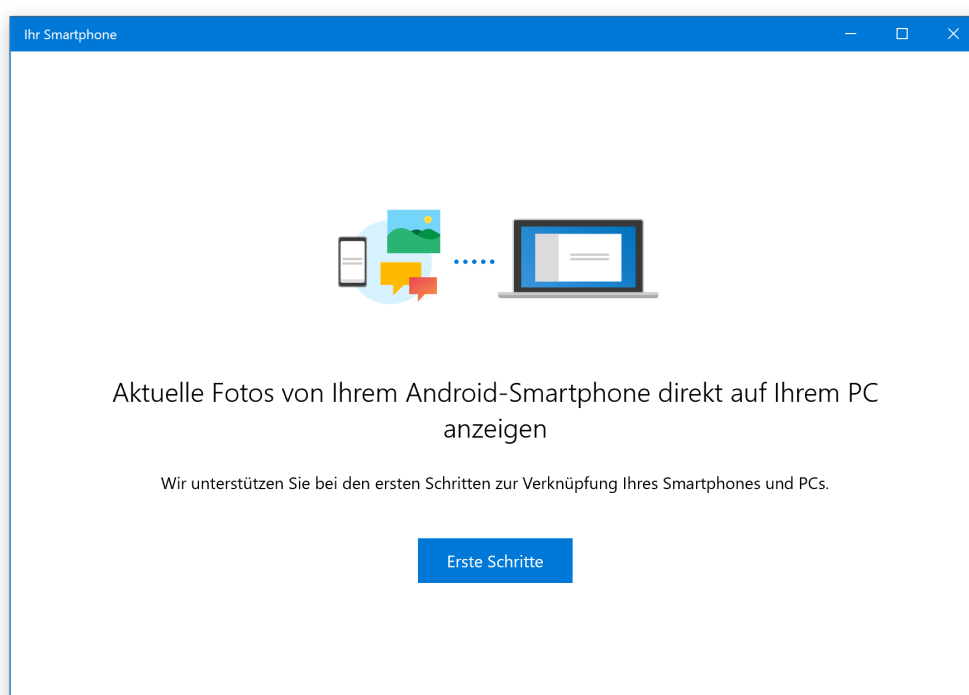 Ihr Smartphone
Aktuelle Fotos von Ihrem Android-Smartphone direkt auf Ihrem PC
anzeigen
Wir unterstützen Sie bei den ersten Schritten zur Verknüpfung Ihres Smartphones und PCs.
Erste Schritte